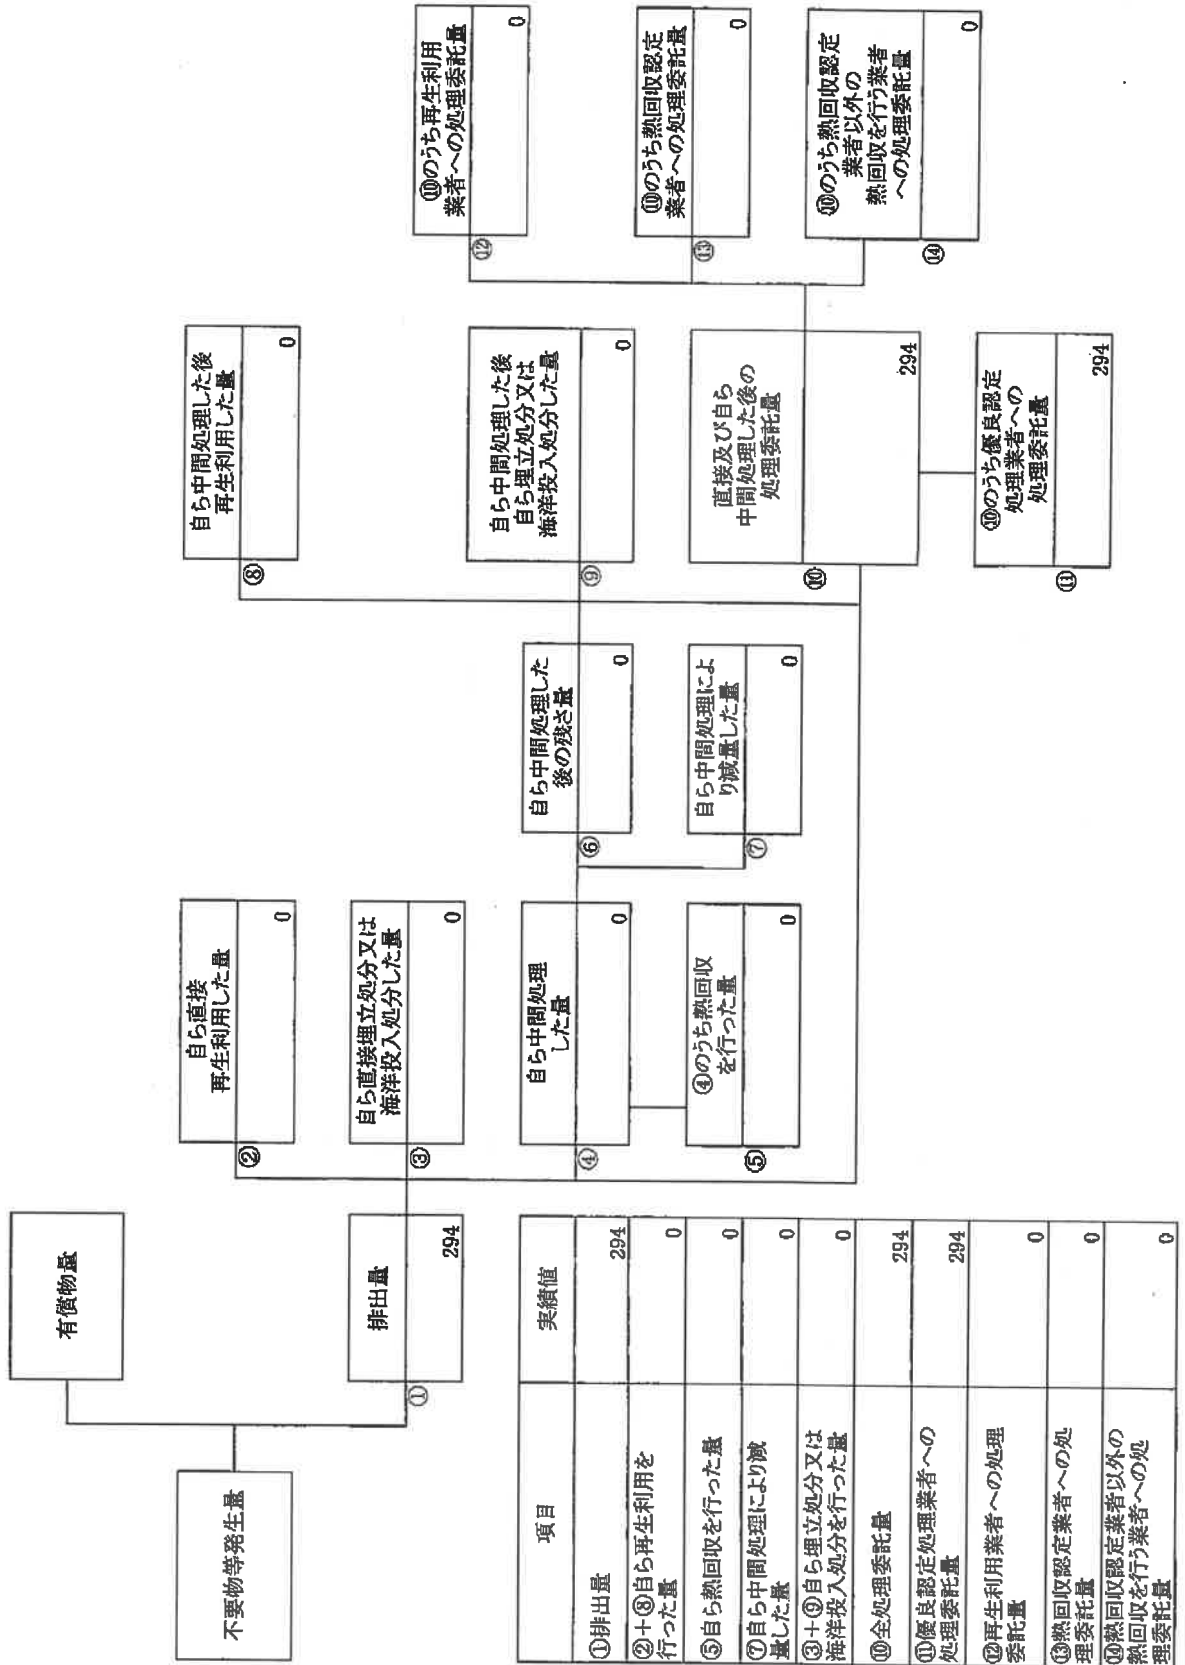 不要物等発生量
有償物量
①
排出量
294
②
自ら直接
再生利用した量
0
③
自ら直接埋立処分又は
海洋投入処分した量
0
④
自ら中間処理
した量
0
⑤
④のうち熱回収
を行った量
0
⑥
自ら中間処理した
後の残さ量
0
⑦
自ら中間処理によ
り減量した量
0
⑧
自ら中間処理した後
再生利用した量
0
⑨
自ら中間処理した後
自ら埋立処分又は
海洋投入処分した量
0
⑩
直接及び自ら
中間処理した後の
処理委託量
294
⑪
⑩のうち優良認定
処理業者への
処理委託量
294
⑫
⑩のうち再生利用
業者への処理委託量
0
⑬
⑩のうち熱回収認定
業者への処理委託量
0
⑭
⑩のうち熱回収認定
業者以外の
熱回収を行う業者
への処理委託量
0
項目 実績値
①排出量 294
②+⑧自ら再生利用を
行った量 0
⑤自ら熱回収を行った量 0
⑦自ら中間処理により減
量した量 0
③+⑨自ら埋立処分又は
海洋投入処分を行った量 0
⑩全処理委託量 294
⑪優良認定処理業者への
処理委託量 294
⑫再生利用業者への処理
委託量 0
⑬熱回収認定業者への処
理委託量 0
⑭熱回収認定業者以外の
熱回収を行う業者への処
理委託量 0